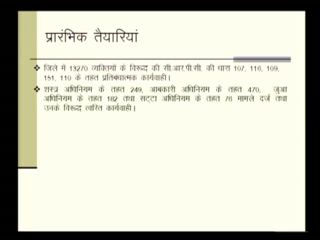 प्रारंभिक तैयारियां
❖ जिले में 13270 व्यक्तियों के विरूद्ध की सी.आर.पी.सी. की धारा 107, 116, 109,
151, 110 के तहत प्रतिबंधात्मक कार्यवाही।
❖ शस्त्र अधिनियम के तहत 249, आबकारी अधिनियम के तहत 470, जुआ
अधिनियम के तहत 182 तथा सट्टा अधिनियम के तहत 76 मामले दर्ज तथा
उनके विरूद्ध त्वरित कार्यवाही।